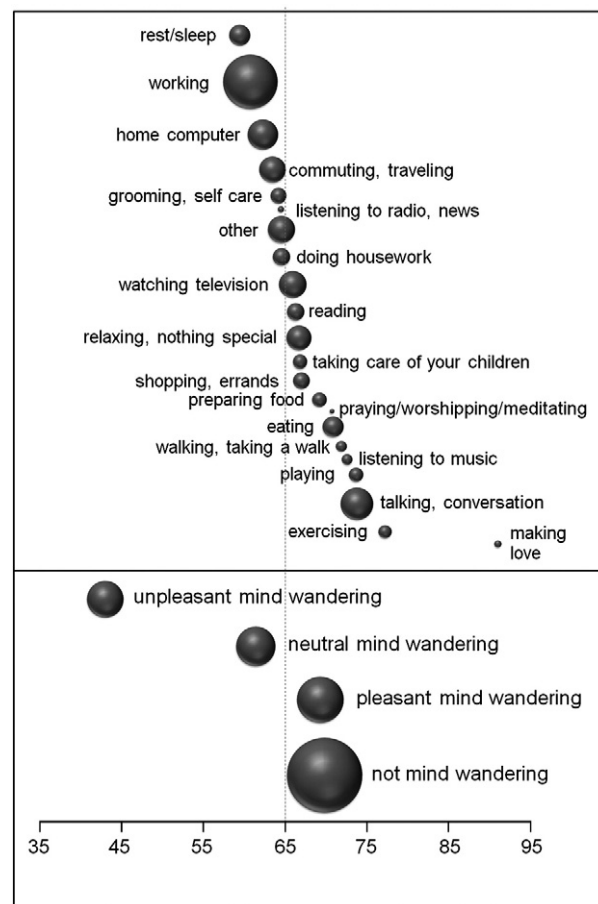 rest/sleep
working
home computer
commuting, traveling
grooming, self care
listening to radio, news
other
doing housework
watching television
reading
relaxing, nothing special
taking care of your children
shopping, errands
preparing food
praying/worshipping/meditating
eating
walking, taking a walk
listening to music
playing
talking, conversation
exercising
making
love
unpleasant mind wandering
neutral mind wandering
pleasant mind wandering
not mind wandering
35 45 55 65 75 85 95